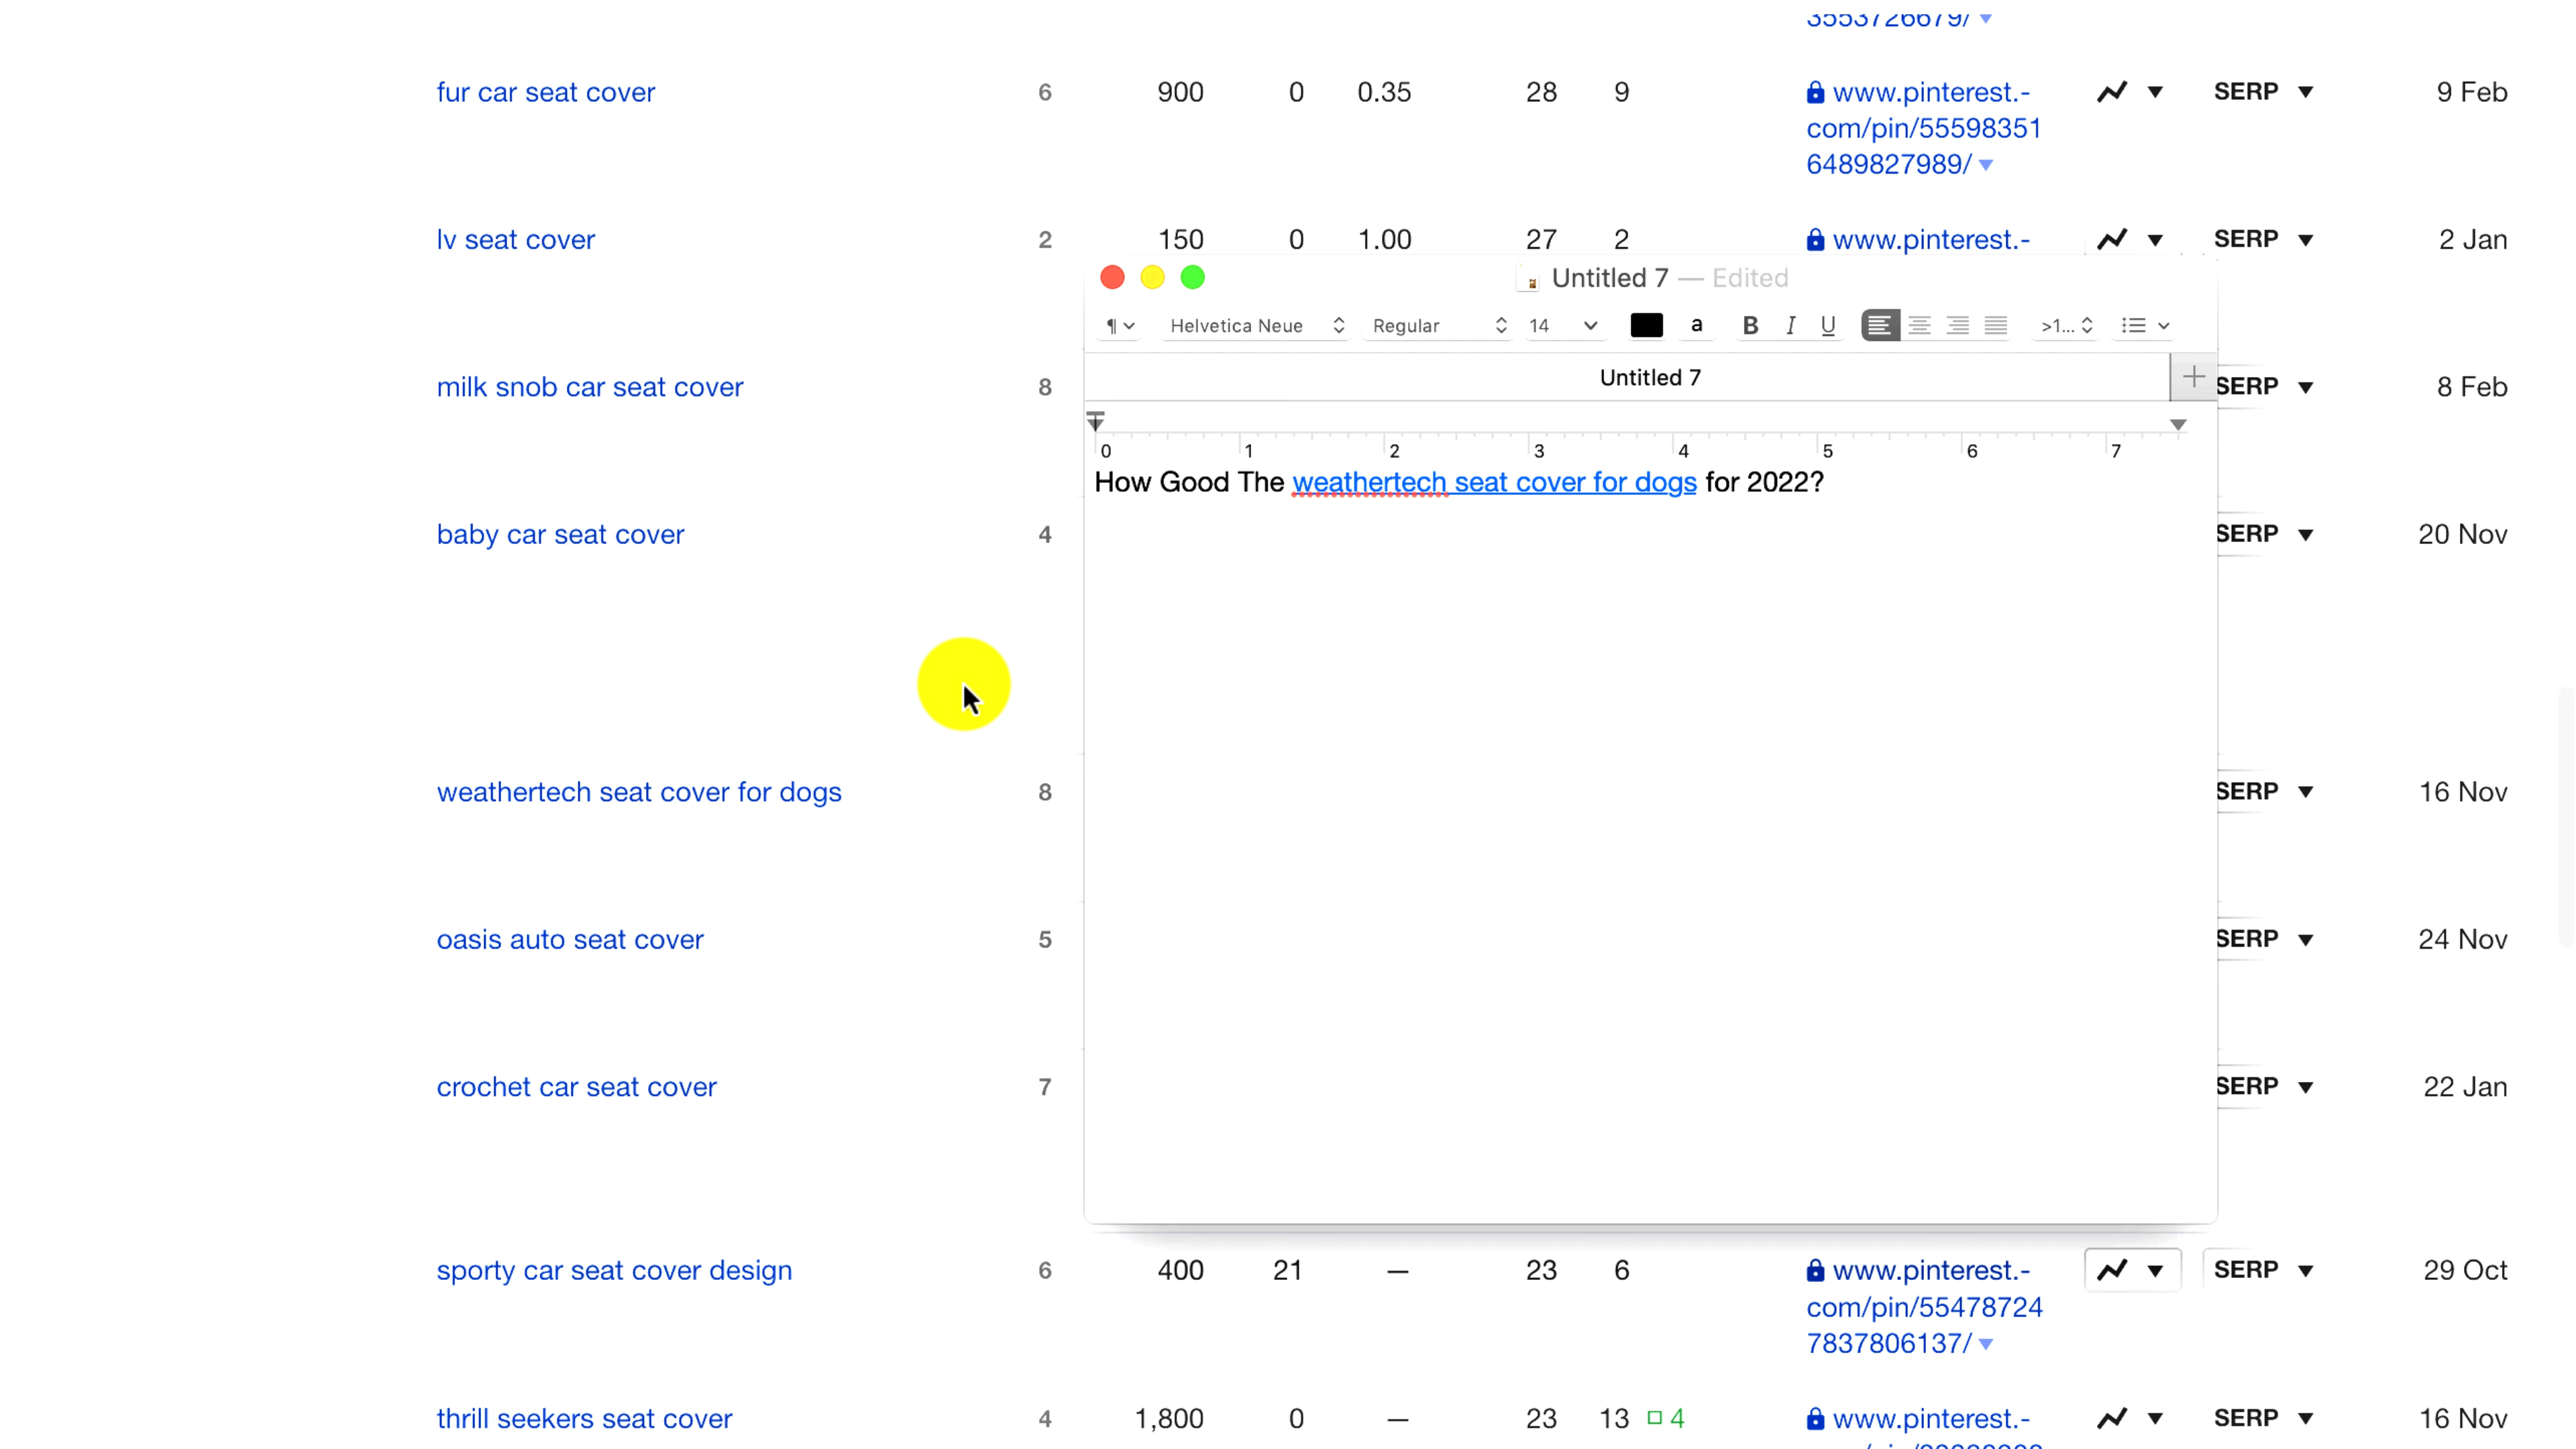 3553726679/
fur car seat cover 6 900 0 0.35 28 9 www.pinterest.- SERP 9 Feb
com/pin/55598351
6489827989/
lv seat cover 2 150 0 1.00 27 2 www.pinterest.- SERP 2 Jan
Untitled 7 — Edited
¶ Helvetica Neue Regular 14 a B I U >1...
milk snob car seat cover 8 SERP 8 Feb
Untitled 7
0 1 2 3 4 5 6 7
How Good The weathertech seat cover for dogs for 2022?
baby car seat cover 4 SERP 20 Nov
weathertech seat cover for dogs 8 SERP 16 Nov
oasis auto seat cover 5 SERP 24 Nov
crochet car seat cover 7 SERP 22 Jan
sporty car seat cover design 6 400 21 — 23 6 www.pinterest.- SERP 29 Oct
com/pin/55478724
7837806137/
thrill seekers seat cover 4 1,800 0 — 23 13 4 www.pinterest.- SERP 16 Nov